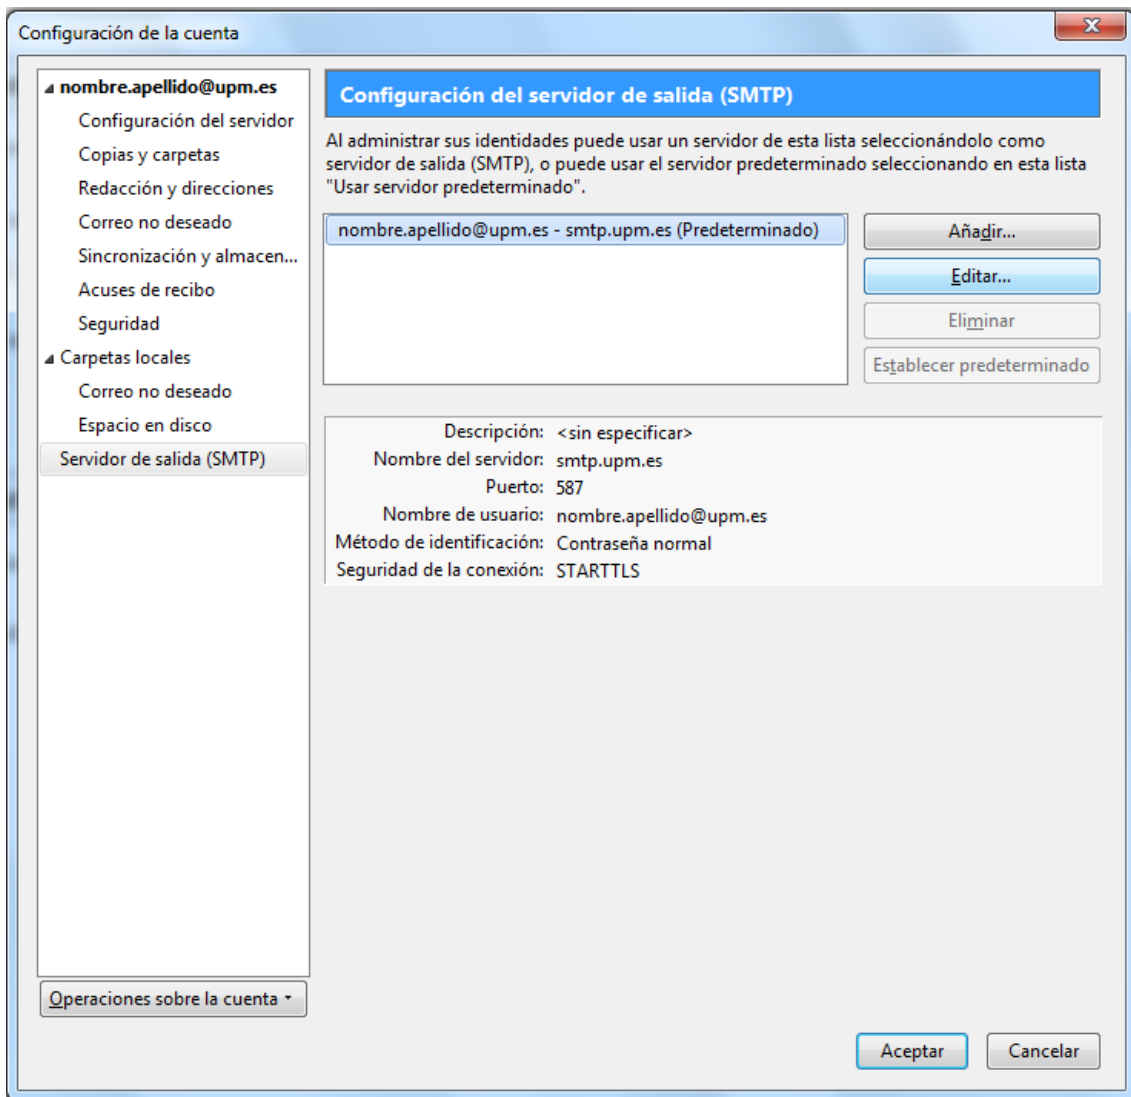 Configuración de la cuenta
nombre.apellido@upm.es
Configuración del servidor
Copias y carpetas
Redacción y direcciones
Correo no deseado
Sincronización y almacen...
Acuses de recibo
Seguridad
Carpetas locales
Correo no deseado
Espacio en disco
Servidor de salida (SMTP)
Operaciones sobre la cuenta
Configuración del servidor de salida (SMTP)
Al administrar sus identidades puede usar un servidor de esta lista seleccionándolo como
servidor de salida (SMTP), o puede usar el servidor predeterminado seleccionando en esta lista
"Usar servidor predeterminado".
nombre.apellido@upm.es - smtp.upm.es (Predeterminado)
Añadir...
Editar...
Eliminar
Establecer predeterminado
Descripción: <sin especificar>
Nombre del servidor: smtp.upm.es
Puerto: 587
Nombre de usuario: nombre.apellido@upm.es
Método de identificación: Contraseña normal
Seguridad de la conexión: STARTTLS
Aceptar
Cancelar